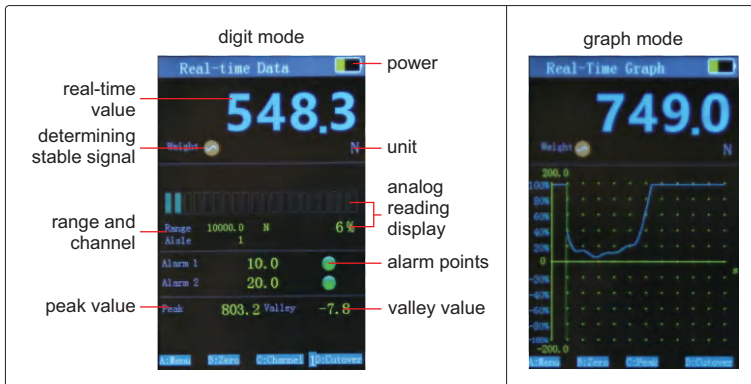 digit mode
Real-time Data
power
real-time
value
548.3
determining
stable signal
Weight
N
unit
analog
reading
display
range and
channel
Range 10000.0 N 6%
Aisle 1
Alarm 1 10.0
alarm points
Alarm 2 20.0
peak value
Peak 803.2 Valley -7.8
valley value
A:Menu B:Zero C:Channel D:Cutover
graph mode
Real-Time Graph
749.0
Weight
N
200.0
100%
80%
60%
40%
20%
0
20%
40%
60%
80%
-100%
-200.0
A:Menu B:Zero C:Peak D:Cutover